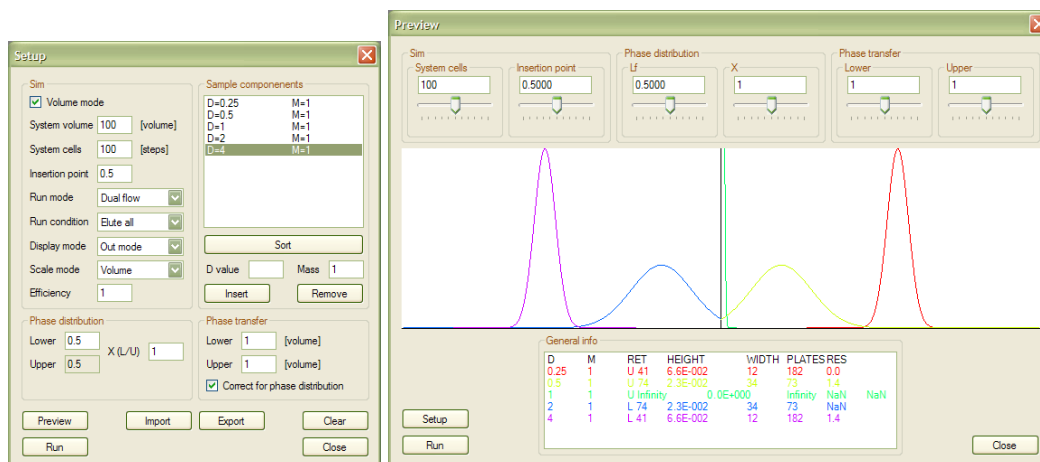 Setup
Sim
Volume mode
System volume 100 [volume]
System cells 100 [steps]
Insertion point 0.5
Run mode Dual flow
Run condition Elute all
Display mode Out mode
Scale mode Volume
Efficiency 1
Sample componenents
D=0.25 M=1
D=0.5 M=1
D=1 M=1
D=2 M=1
D=4 M=1
Sort
D value Mass 1
Insert Remove
Phase distribution
Lower 0.5
X (L/U) 1
Upper 0.5
Phase transfer
Lower 1 [volume]
Upper 1 [volume]
Correct for phase distribution
Preview Import Export Clear
Run Close
Preview
Sim Phase distribution Phase transfer
System cells Insertion point Lf X Lower Upper
100 0.5000 0.5000 1 1 1
General info
D M RET HEIGHT WIDTH PLATES RES
0.25 1 U 41 6.6E-002 12 182 0.0
0.5 1 U 74 2.3E-002 34 73 1.4
1 1 U Infinity 0.0E+000 Infinity NaN NaN
2 1 L 74 2.3E-002 34 73 NaN
4 1 L 41 6.6E-002 12 182 1.4
Setup
Run Close